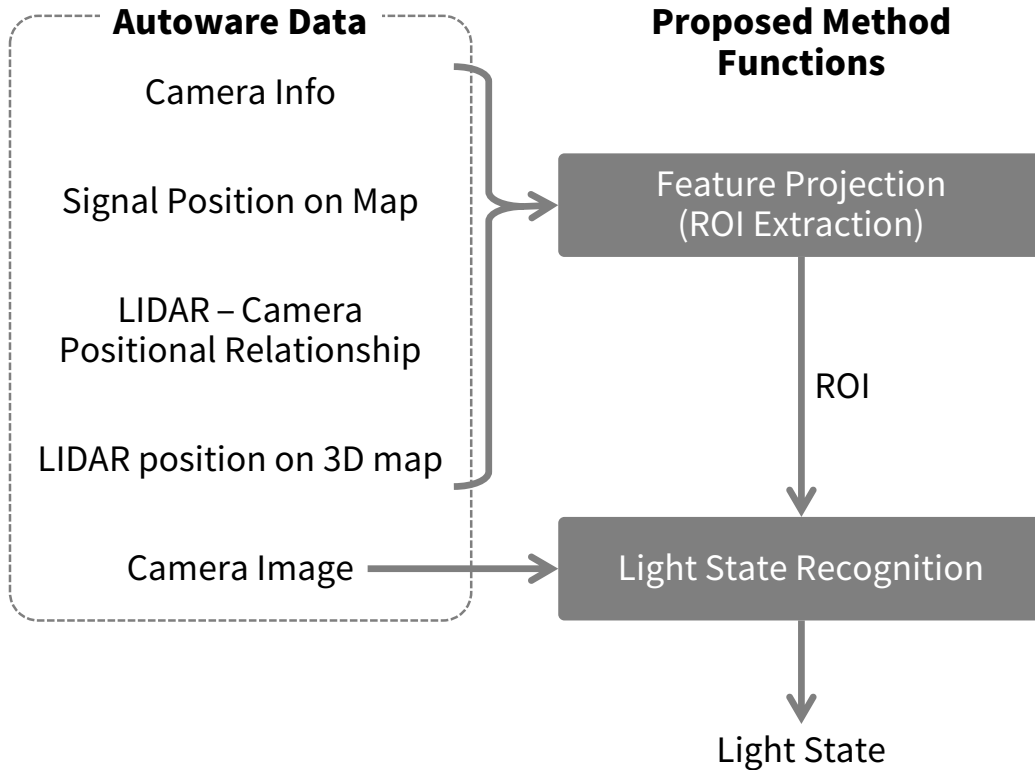 Autoware Data
Camera Info
Signal Position on Map
LIDAR – Camera
Positional Relationship
LIDAR position on 3D map
Camera Image
Proposed Method
Functions
Feature Projection
(ROI Extraction)
ROI
Light State Recognition
Light State